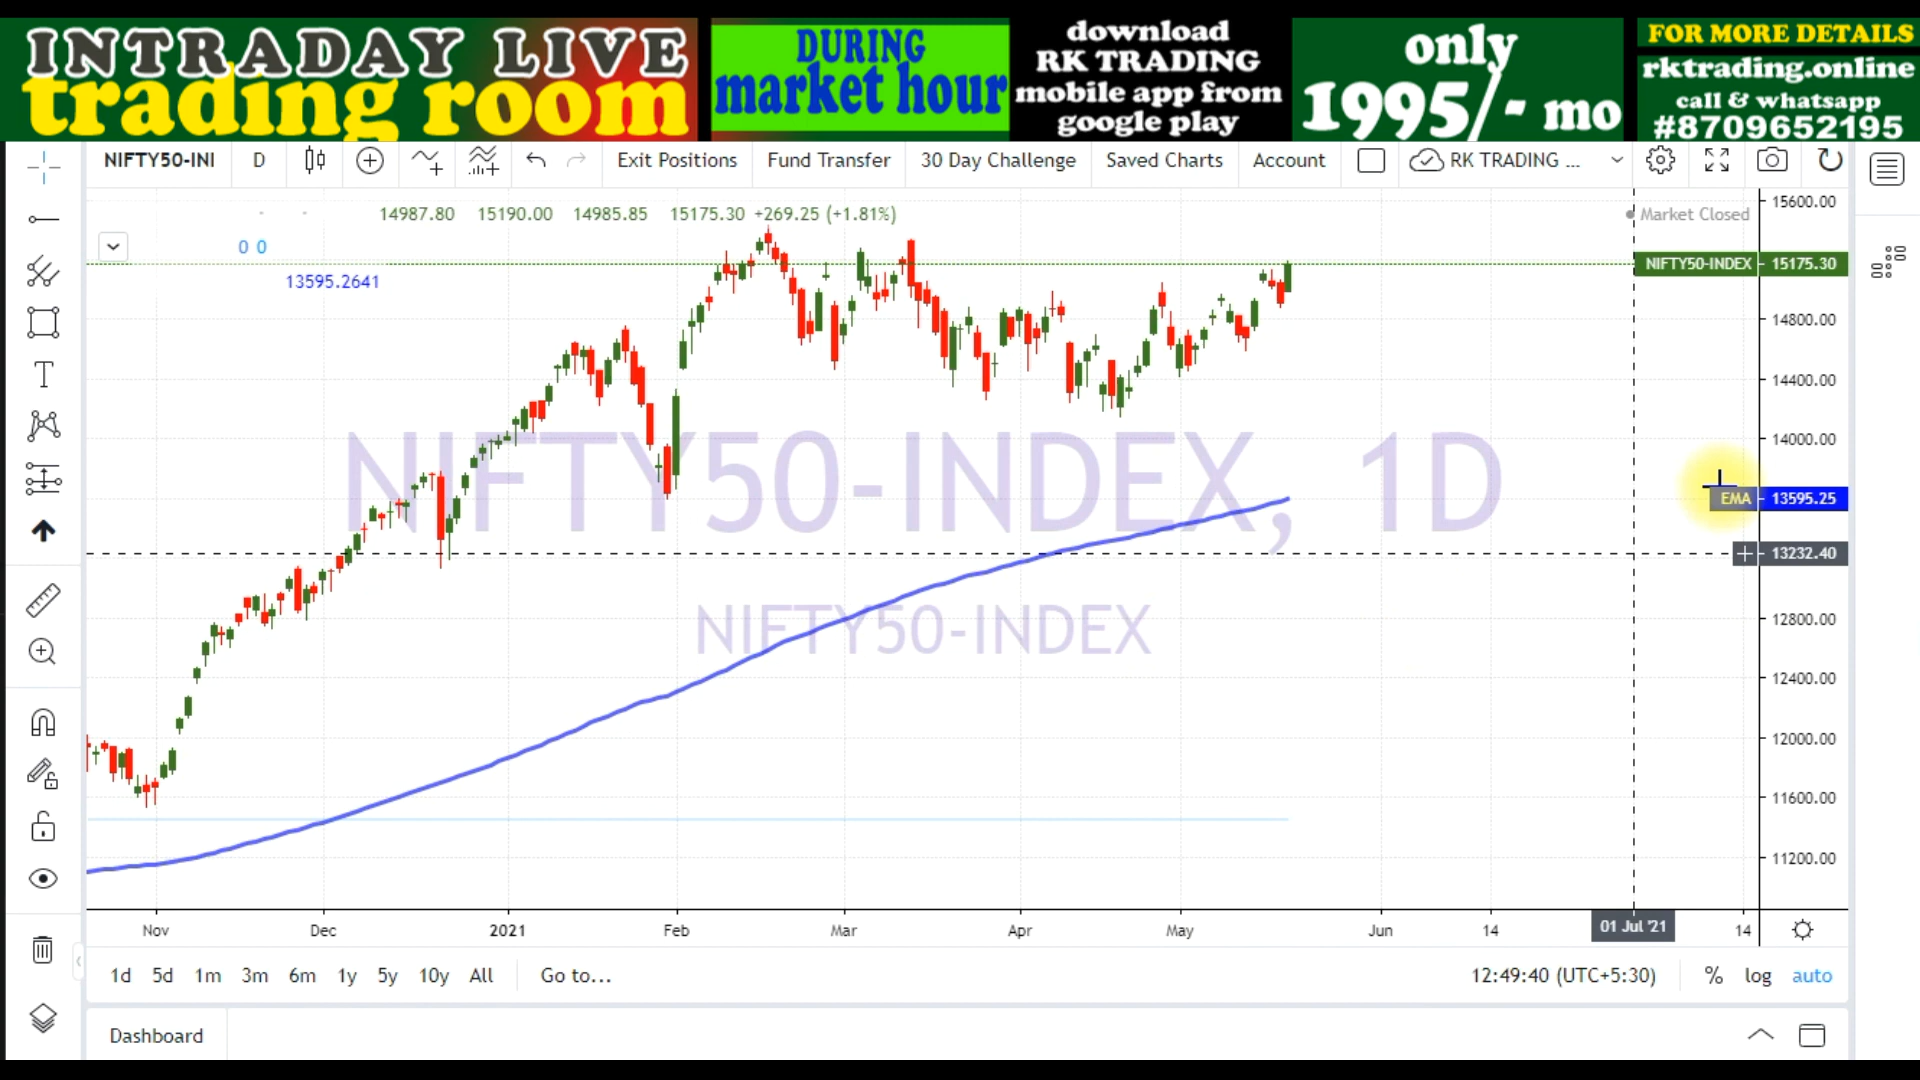 INTRADAY LIVE
trading room
DURING
market hour
download
RK TRADING
mobile app from
google play
only
1995/- mo
FOR MORE DETAILS
rktrading.online
call & whatsapp
#8709652195
NIFTY50-INI D Exit Positions Fund Transfer 30 Day Challenge Saved Charts Account RK TRADING ...
14987.80 15190.00 14985.85 15175.30 +269.25 (+1.81%)
Market Closed
0 0
13595.2641
15600.00
NIFTY50-INDEX 15175.30
14800.00
14400.00
14000.00
EMA 13595.25
13232.40
12800.00
12400.00
12000.00
11600.00
11200.00
NIFTY50-INDEX, 1D
NIFTY50-INDEX
Nov Dec 2021 Feb Mar Apr May Jun 14 01 Jul '21 14
1d 5d 1m 3m 6m 1y 5y 10y All Go to... 12:49:40 (UTC+5:30) % log auto
Dashboard